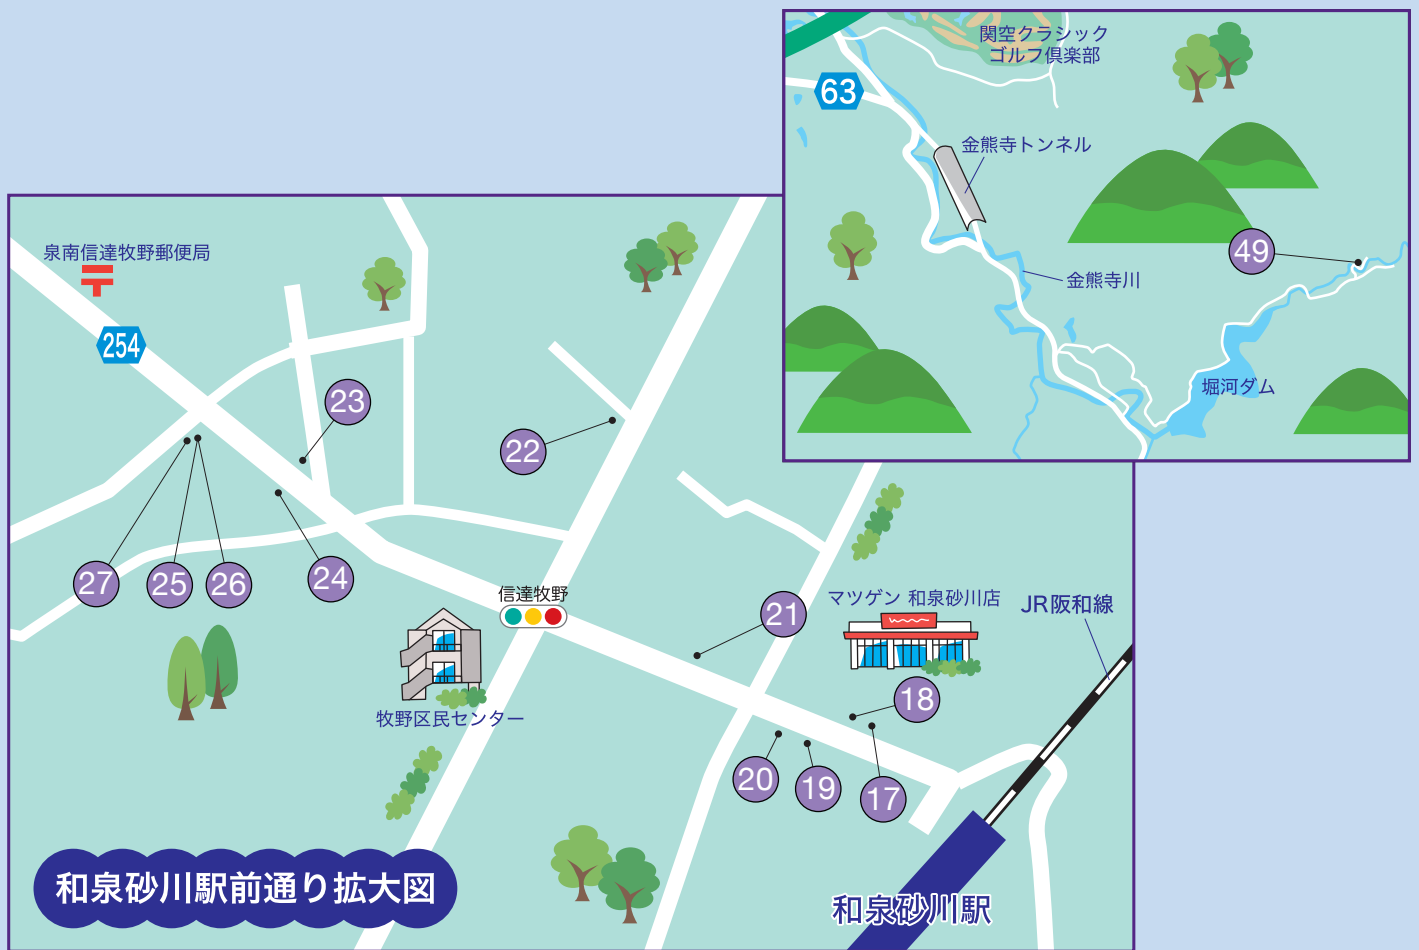 関空クラシック
ゴルフ倶楽部
63
金熊寺トンネル
49
金熊寺川
堀河ダム
泉南信達牧野郵便局
254
23
22
27
25
26
24
信達牧野
21
マツゲン 和泉砂川店
JR阪和線
牧野区民センター
18
20
19
17
和泉砂川駅前通り拡大図
和泉砂川駅